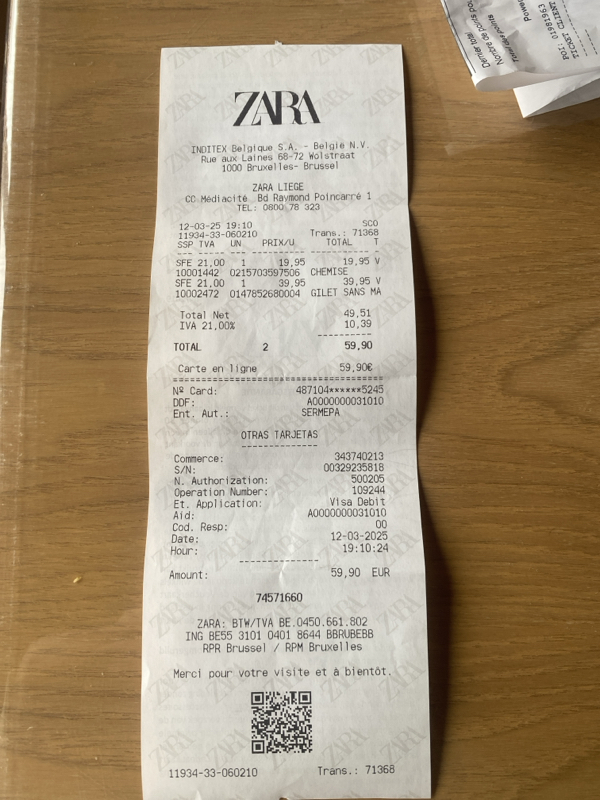 ZARA
INDITEX Belgique S.A. - België N.V.
Rue aux Laines 68-72 Wolstraat
1000 Bruxelles- Brussel
ZARA LIEGE
CC Médiacité Bd Raymond Poincarré 1
TEL: 0800 78 323
12-03-25 19:10 SCO
11934-33-060210 Trans.: 71368
SSP TVA UN PRIX/U. TOTAL T
SFE 21,00 1 19,95 19,95 V
10001442 0215703597506 CHEMISE
SFE 21,00 1 39,95 39,95 V
10002472 0147852680004 GILET SANS MA
Total Net 49,51
IVA 21,00% 10,39
TOTAL 2 59,90
Carte en ligne 59,90€
Nº Card: 487104******5245
DDF: A0000000031010
Ent. Aut.: SERMEPA
OTRAS TARJETAS
Commerce: 343740213
S/N: 00329235818
N. Authorization: 500205
Operation Number: 109244
Et. Application: Visa Debit
Aid: A0000000031010
Cod. Resp: 00
Date: 12-03-2025
Hour: 19:10:24
Amount: 59,90 EUR
74571660
ZARA: BTW/TVA BE.0450.661.802
ING BE55 3101 0401 8644 BBRUBEBB
RPR Brussel / RPM Bruxelles
Merci pour votre visite et à bientôt.
11934-33-060210 Trans.: 71368
TICKET CLIENT
POI: 01981963